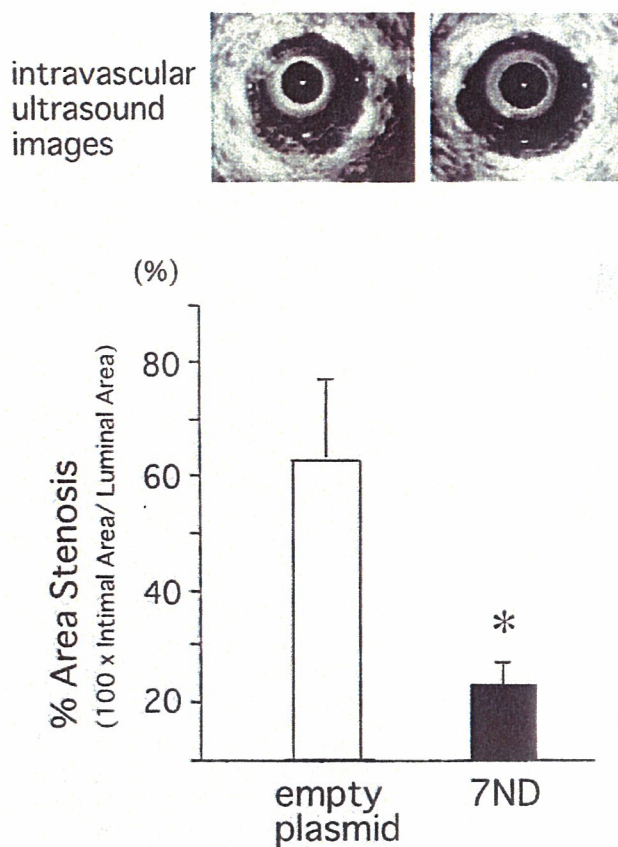 intravascular
ultrasound
images
(%)
80
60
40
20
% Area Stenosis
(100 x Intimal Area/ Luminal Area)
*
empty
plasmid
7ND